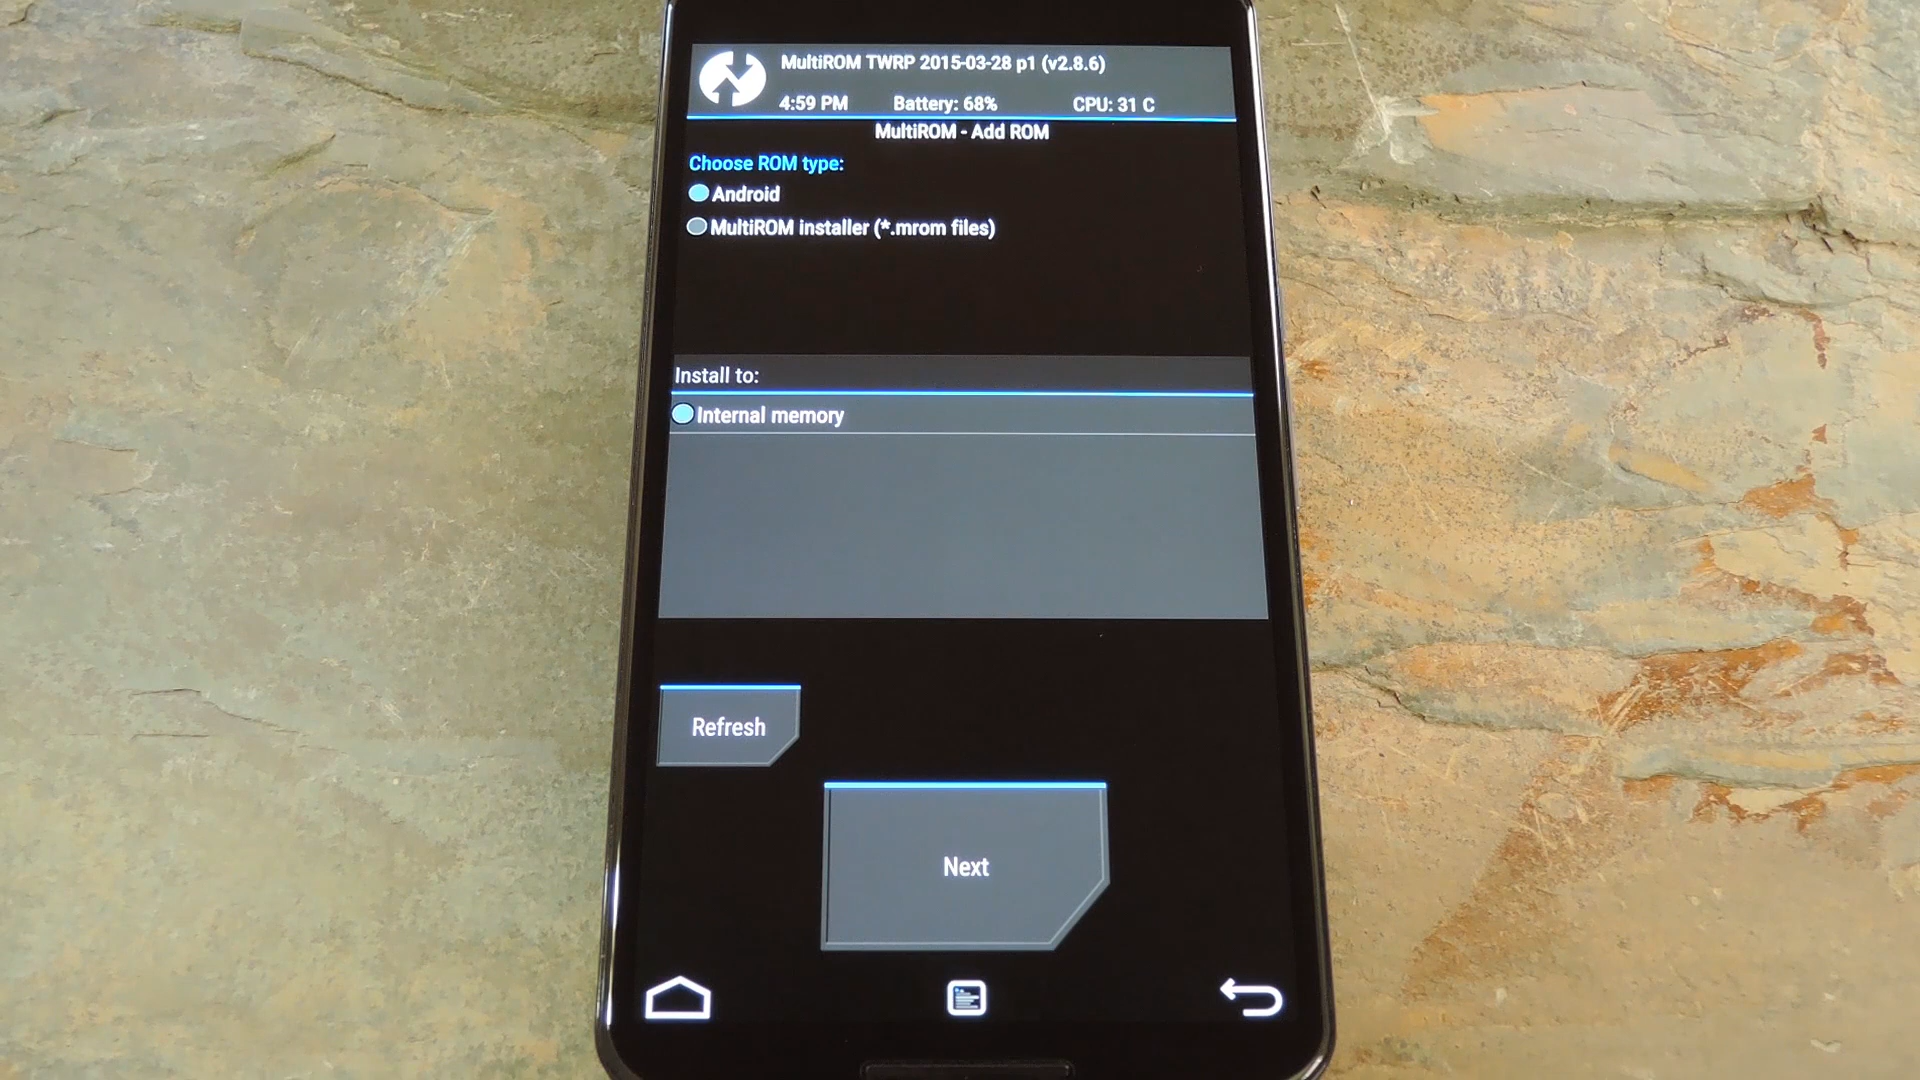 MultiROM TWRP 2015-03-28 p1 (v2.8.6)
4:59 PM Battery: 68% CPU: 31 C
MultiROM - Add ROM
Choose ROM type:
Android
MultiROM installer (*.mrom files)
Install to:
Internal memory
Refresh
Next